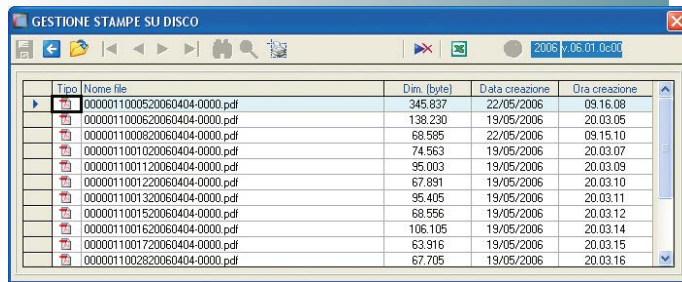 GESTIONE STAMPE SU DISCO
2006 v.06.01.0c00
Tipo Nome file Dim. (byte) Data creazione Ora creazione
0000011000520060404-0000.pdf 345.837 22/05/2006 09.16.08
0000011000620060404-0000.pdf 138.230 19/05/2006 20.03.05
0000011000820060404-0000.pdf 68.585 22/05/2006 09.15.10
0000011001020060404-0000.pdf 74.563 19/05/2006 20.03.07
0000011001120060404-0000.pdf 95.003 19/05/2006 20.03.09
0000011001220060404-0000.pdf 67.891 19/05/2006 20.03.10
0000011001320060404-0000.pdf 95.405 19/05/2006 20.03.11
0000011001520060404-0000.pdf 68.556 19/05/2006 20.03.12
0000011001620060404-0000.pdf 106.105 19/05/2006 20.03.14
0000011001720060404-0000.pdf 63.916 19/05/2006 20.03.15
0000011002820060404-0000.pdf 67.705 19/05/2006 20.03.16